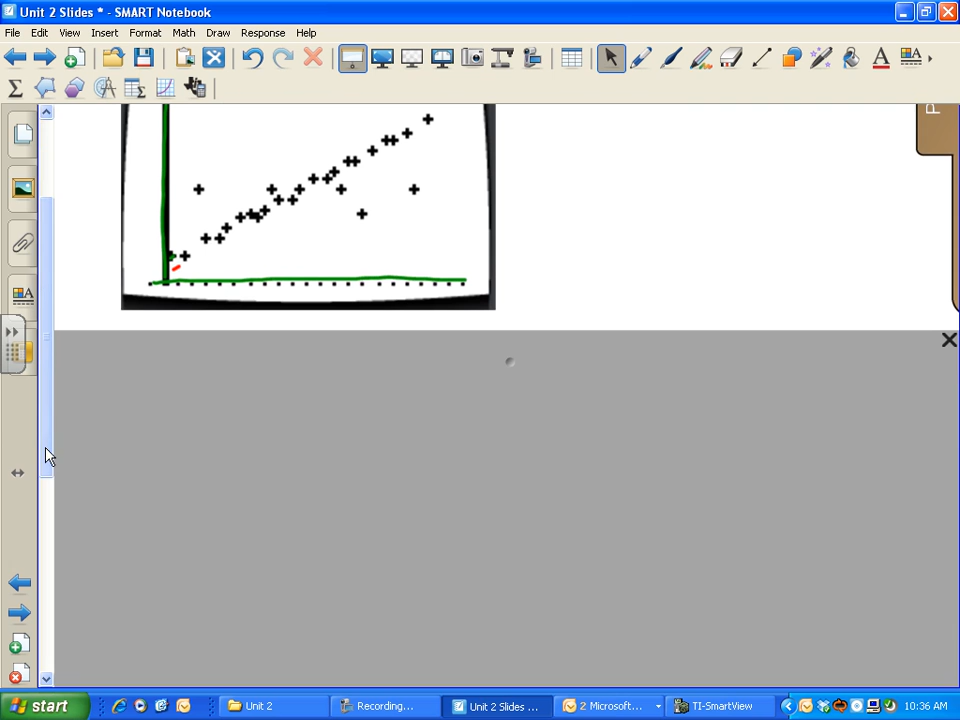 Unit 2 Slides * - SMART Notebook
File Edit View Insert Format Math Draw Response Help
P
start
Unit 2
Recording...
Unit 2 Slides ...
2 Microsoft...
TI-SmartView
10:36 AM